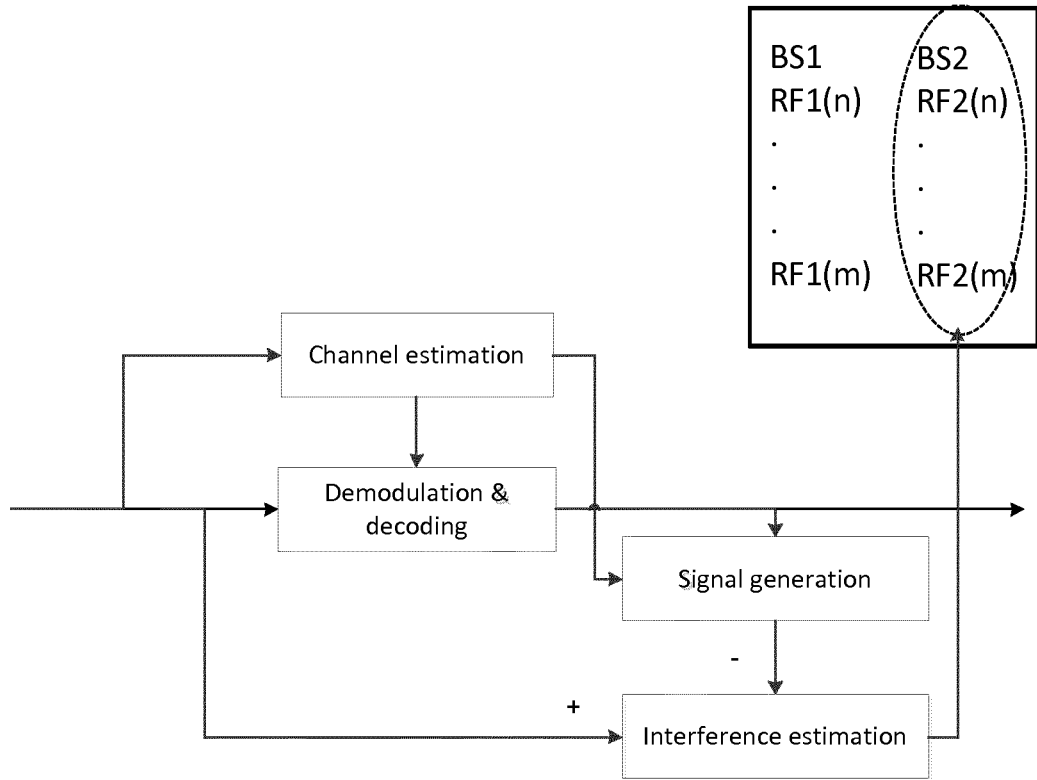 BS1 BS2
RF1(n) RF2(n)
. .
. .
. .
RF1(m) RF2(m)
Channel estimation
Demodulation &
decoding
Signal generation
-
+
Interference estimation